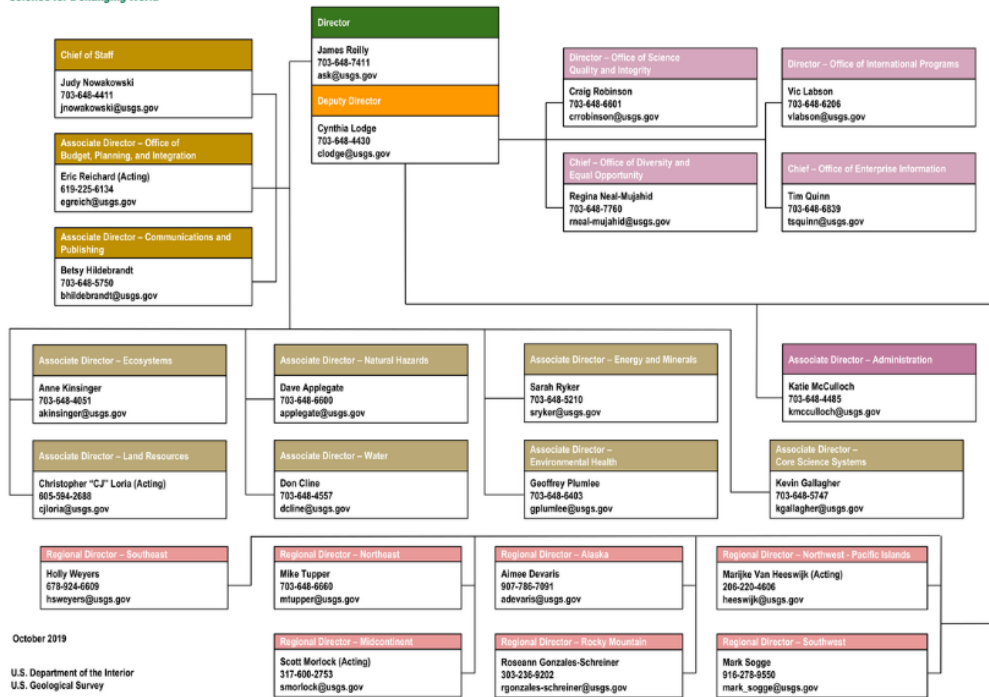 Director
James Reilly
703-648-7411
ask@usgs.gov
Deputy Director
Cynthia Lodge
703-648-4430
clodge@usgs.gov
Chief of Staff
Judy Nowakowski
703-648-4411
jnowakowski@usgs.gov
Associate Director – Office of
Budget, Planning, and Integration
Eric Reichard (Acting)
619-225-6134
egreich@usgs.gov
Associate Director – Communications and
Publishing
Betsy Hildebrandt
703-648-5750
bhildebrandt@usgs.gov
Director – Office of Science
Quality and Integrity
Craig Robinson
703-648-6601
crrobinson@usgs.gov
Director – Office of International Programs
Vic Labson
703-648-6206
vlabson@usgs.gov
Chief – Office of Diversity and
Equal Opportunity
Regina Neal-Mujahid
703-648-7760
rneal-mujahid@usgs.gov
Chief – Office of Enterprise Information
Tim Quinn
703-648-6839
tsquinn@usgs.gov
Associate Director – Ecosystems
Anne Kinsinger
703-648-4051
akinsinger@usgs.gov
Associate Director – Natural Hazards
Dave Applegate
703-648-6600
applegate@usgs.gov
Associate Director – Energy and Minerals
Sarah Ryker
703-648-5210
sryker@usgs.gov
Associate Director – Administration
Katie McCulloch
703-648-4485
kmcculloch@usgs.gov
Associate Director – Land Resources
Christopher “CJ” Loria (Acting)
605-594-2688
cjloria@usgs.gov
Associate Director – Water
Don Cline
703-648-4557
dcline@usgs.gov
Associate Director –
Environmental Health
Geoffrey Plumlee
703-648-6403
gplumlee@usgs.gov
Associate Director –
Core Science Systems
Kevin Gallagher
703-648-5747
kgallagher@usgs.gov
Regional Director – Southeast
Holly Weyers
678-924-6609
hsweyers@usgs.gov
Regional Director – Northeast
Mike Tupper
703-648-6660
mtupper@usgs.gov
Regional Director – Alaska
Aimee Devaris
907-786-7091
adevaris@usgs.gov
Regional Director – Northwest - Pacific Islands
Marijke Van Heeswijk (Acting)
206-220-4606
heeswijk@usgs.gov
Regional Director – Midcontinent
Scott Morlock (Acting)
317-600-2753
smorlock@usgs.gov
Regional Director – Rocky Mountain
Roseann Gonzales-Schreiner
303-236-9202
rgonzales-schreiner@usgs.gov
Regional Director – Southwest
Mark Sogge
916-278-9550
mark_sogge@usgs.gov
October 2019
U.S. Department of the Interior
U.S. Geological Survey